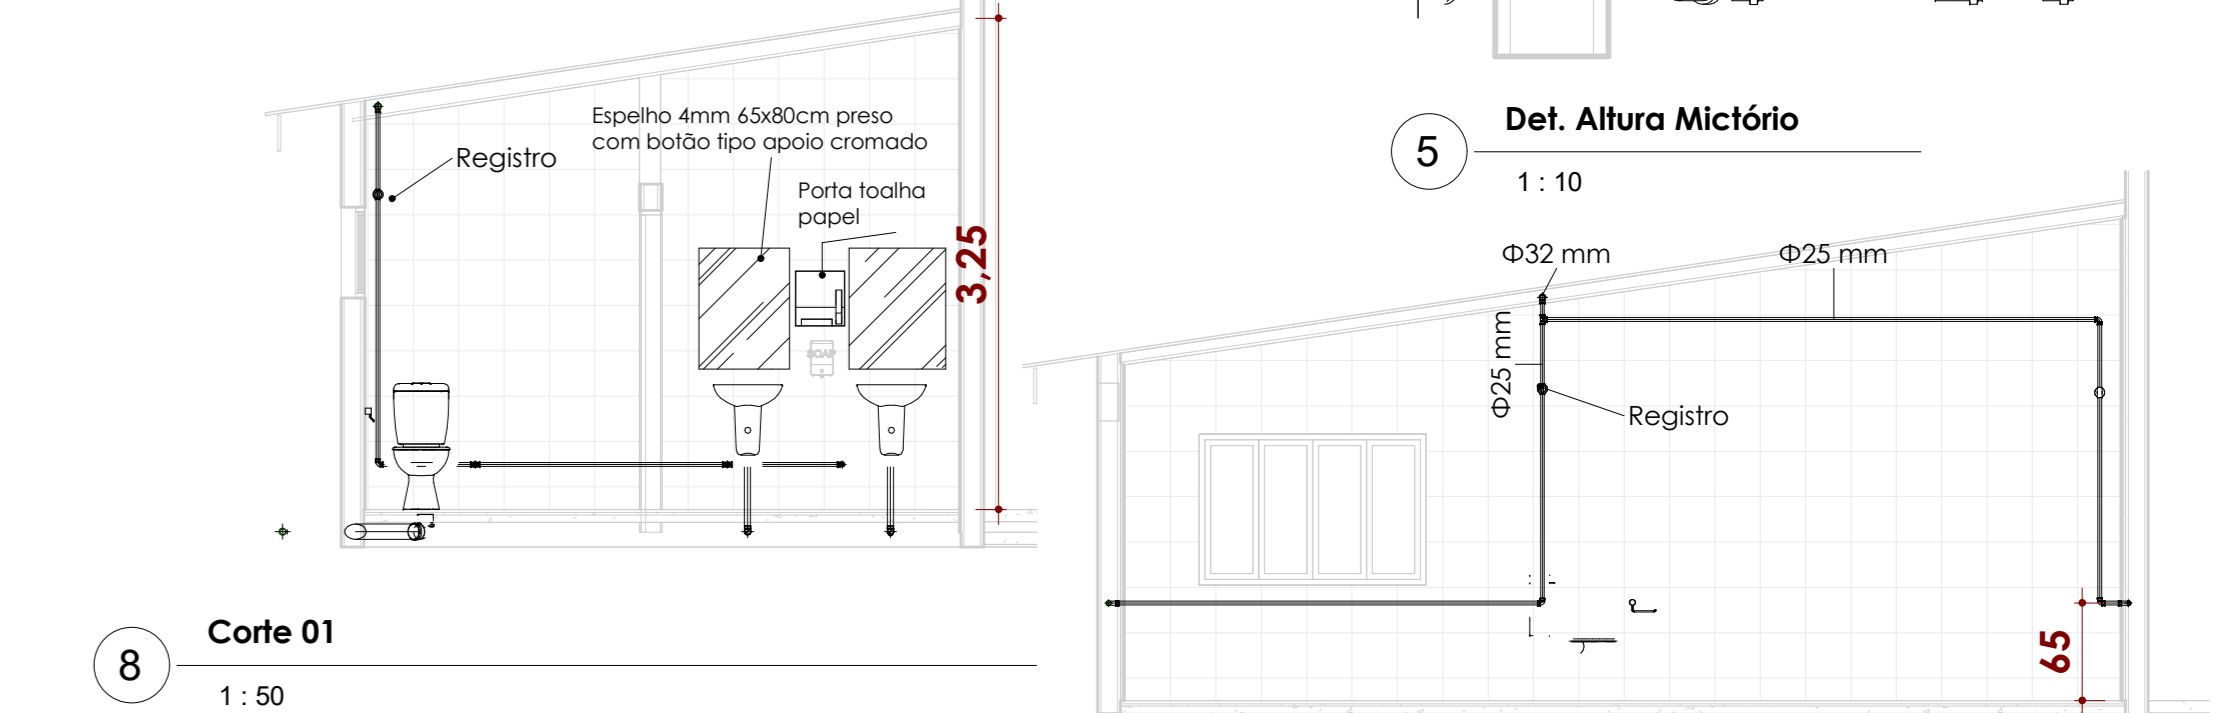 Espelho 4mm 65x80cm preso
com botão tipo apoio cromado
Registro
Porta toalha
papel
3,25
SOAP
8
Corte 01
1 : 50
5
Det. Altura Mictório
1 : 10
Φ32 mm
Φ25 mm
Φ25 mm
Registro
65